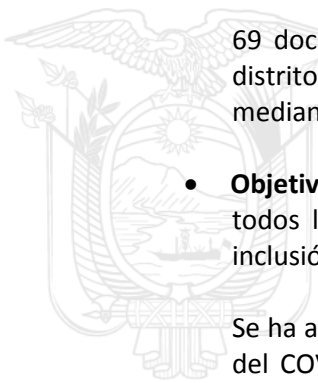 69 doc
distrito
median
• Objetiv
todos l
inclusió
Se ha a
del COV